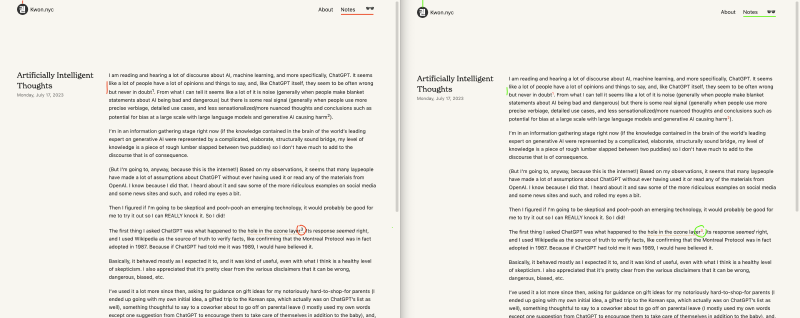 Kwon.nyc
About Notes
Artificially Intelligent
Thoughts
Monday, July 17, 2023
I am reading and hearing a lot of discourse about AI, machine learning, and more specifically, ChatGPT. It seems
like a lot of people have a lot of opinions and things to say, and, like ChatGPT itself, they seem to be often wrong
but never in doubt¹. From what I can tell it seems like a lot of it is noise (generally when people make blanket
statements about AI being bad and dangerous) but there is some real signal (generally when people use more
precise verbiage, detailed use cases, and less sensationalized/more nuanced thoughts and conclusions such as
potential for bias at a large scale with large language models and generative AI causing harm²).
I'm in an information gathering stage right now (if the knowledge contained in the brain of the world's leading
expert on generative AI were represented by a complicated, elaborate, structurally sound bridge, my level of
knowledge is a piece of rough lumber slapped between two puddles) so I don't have much to add to the
discourse that is of consequence.
(But I'm going to, anyway, because this is the internet!) Based on my observations, it seems that many laypeople
have made a lot of assumptions about ChatGPT without ever having used it or read any of the materials from
OpenAI. I know because I did that. I heard about it and saw some of the more ridiculous examples on social media
and some news sites and such, and rolled my eyes a bit.
Then I figured if I'm going to be skeptical and pooh-pooh an emerging technology, it would probably be good for
me to try it out so I can REALLY knock it. So I did!
The first thing I asked ChatGPT was what happened to the hole in the ozone layer³. Its response seemed right,
and I used Wikipedia as the source of truth to verify facts, like confirming that the Montreal Protocol was in fact
adopted in 1987. Because if ChatGPT had told me it was 1989, I would have believed it.
Basically, it behaved mostly as I expected it to, and it was not bad, even with what I think is a healthy level
of skepticism. I also appreciated that it's pretty clear from the various disclaimers that it can be wrong,
dangerous, biased, etc.
I've used it a lot more since then, asking for guidance on gift ideas for my notoriously hard-to-shop-for parents (I
ended up going with my own initial idea, a gifted trip to the Korean spa, which actually was on ChatGPT's list as
well), something thoughtful to say to a coworker about to go off on parental leave (I mostly used my own words
except one suggestion from ChatGPT to encourage them to take care of themselves in addition to the baby), and,
Kwon.nyc
About Notes
Artificially Intelligent
Thoughts
Monday, July 17, 2023
I am reading and hearing a lot of discourse about AI, machine learning, and more specifically, ChatGPT. It seems
like a lot of people have a lot of opinions and things to say, and, like ChatGPT itself, they seem to be often wrong
but never in doubt¹. From what I can tell it seems like a lot of it is noise (generally when people make blanket
statements about AI being bad and dangerous) but there is some real signal (generally when people use more
precise verbiage, detailed use cases, and less sensationalized/more nuanced thoughts and conclusions such as
potential for bias at a large scale with large language models and generative AI causing harm²).
I'm in an information gathering stage right now (if the knowledge contained in the brain of the world's leading
expert on generative AI were represented by a complicated, elaborate, structurally sound bridge, my level of
knowledge is a piece of rough lumber slapped between two puddles) so I don't have much to add to the
discourse that is of consequence.
(But I'm going to, anyway, because this is the internet!) Based on my observations, it seems that many laypeople
have made a lot of assumptions about ChatGPT without ever having used it or read any of the materials from
OpenAI. I know because I did that. I heard about it and saw some of the more ridiculous examples on social media
and some news sites and such, and rolled my eyes a bit.
Then I figured if I'm going to be skeptical and pooh-pooh an emerging technology, it would probably be good for
me to try it out so I can REALLY knock it. So I did!
The first thing I asked ChatGPT was what happened to the hole in the ozone layer³. Its response seemed right,
and I used Wikipedia as the source of truth to verify facts, like confirming that the Montreal Protocol was in fact
adopted in 1987. Because if ChatGPT had told me it was 1989, I would have believed it.
Basically, it behaved mostly as I expected it to, and it was not bad, even with what I think is a healthy level
of skepticism. I also appreciated that it's pretty clear from the various disclaimers that it can be wrong,
dangerous, biased, etc.
I've used it a lot more since then, asking for guidance on gift ideas for my notoriously hard-to-shop-for parents (I
ended up going with my own initial idea, a gifted trip to the Korean spa, which actually was on ChatGPT's list as
well), something thoughtful to say to a coworker about to go off on parental leave (I mostly used my own words
except one suggestion from ChatGPT to encourage them to take care of themselves in addition to the baby), and,